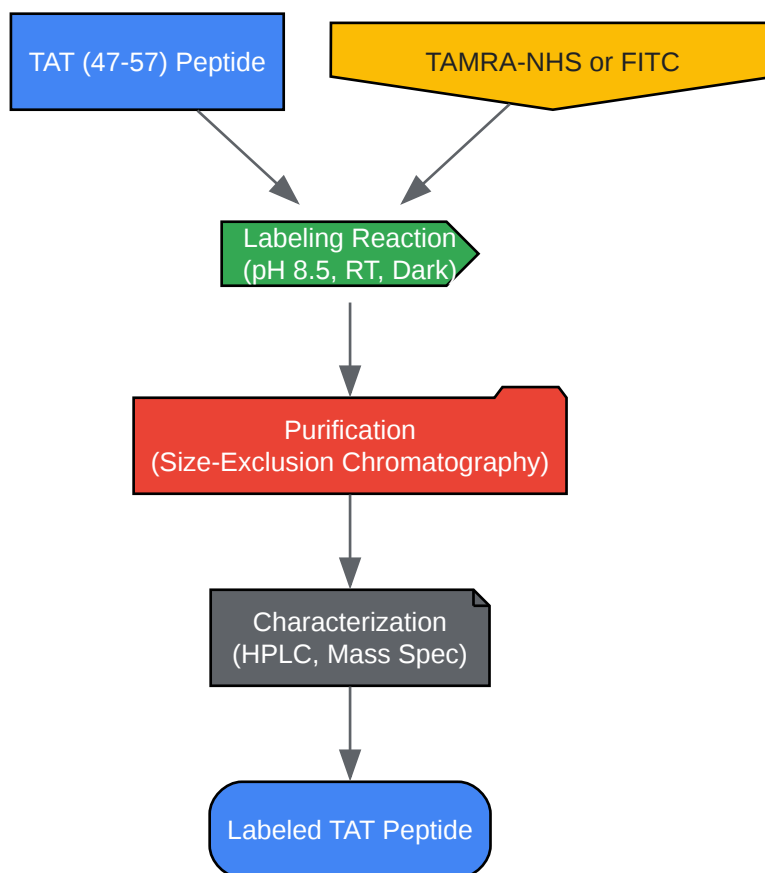 TAT (47-57) Peptide
TAMRA-NHS or FITC
Labeling Reaction
(pH 8.5, RT, Dark)
Purification
(Size-Exclusion Chromatography)
Characterization
(HPLC, Mass Spec)
Labeled TAT Peptide